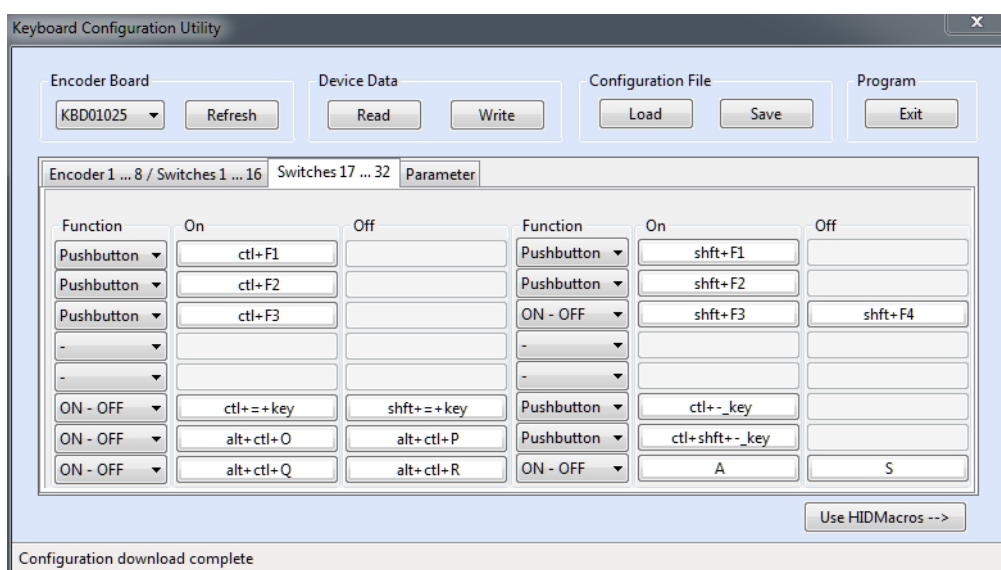 Keyboard Configuration Utility x
Encoder Board Device Data Configuration File Program
KBD01025 Refresh Read Write Load Save Exit
Encoder 1 ... 8 / Switches 1 ... 16 Switches 17 ... 32 Parameter
Function On Off Function On Off
Pushbutton ctl+F1 Pushbutton shft+F1
Pushbutton ctl+F2 Pushbutton shft+F2
Pushbutton ctl+F3 ON - OFF shft+F3 shft+F4
- -
- -
ON - OFF ctl+=+key shft+=+key Pushbutton ctl+-_key
ON - OFF alt+ctl+O alt+ctl+P Pushbutton ctl+shft+-_key
ON - OFF alt+ctl+Q alt+ctl+R ON - OFF A S
Use HIDMacros -->
Configuration download complete